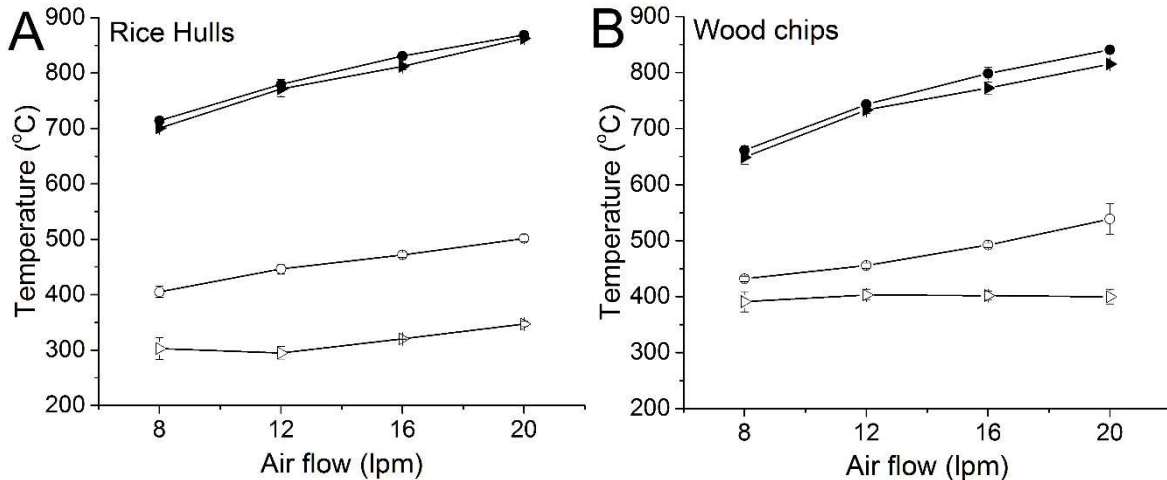 A
Rice Hulls
900
800
700
600
500
400
300
200
Temperature (°C)
8 12 16 20
Air flow (lpm)
B
Wood chips
900
800
700
600
500
400
300
200
Temperature (°C)
8 12 16 20
Air flow (lpm)